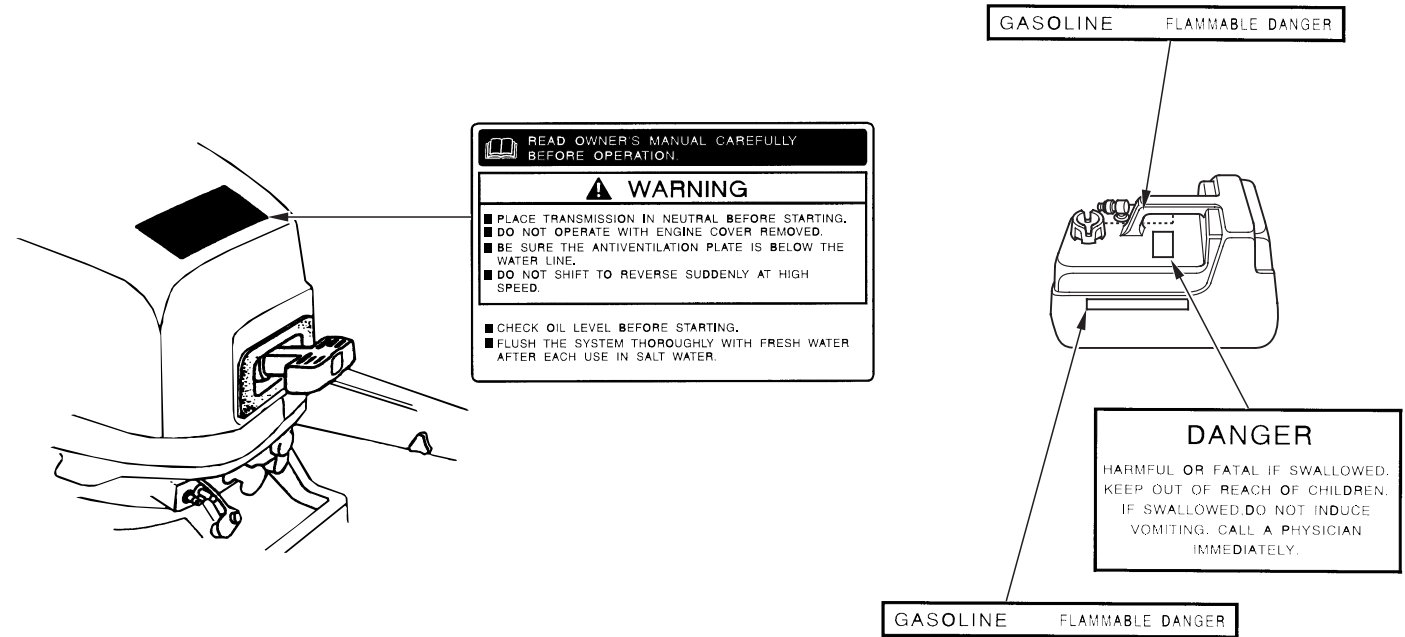 GASOLINE FLAMMABLE DANGER
READ OWNER'S MANUAL CAREFULLY
BEFORE OPERATION.
WARNING
■ PLACE TRANSMISSION IN NEUTRAL BEFORE STARTING.
■ DO NOT OPERATE WITH ENGINE COVER REMOVED.
■ BE SURE THE ANTIVENTILATION PLATE IS BELOW THE
WATER LINE.
■ DO NOT SHIFT TO REVERSE SUDDENLY AT HIGH
SPEED.
■ CHECK OIL LEVEL BEFORE STARTING.
■ FLUSH THE SYSTEM THOROUGHLY WITH FRESH WATER
AFTER EACH USE IN SALT WATER.
DANGER
HARMFUL OR FATAL IF SWALLOWED.
KEEP OUT OF REACH OF CHILDREN.
IF SWALLOWED.DO NOT INDUCE
VOMITING. CALL A PHYSICIAN
IMMEDIATELY.
GASOLINE FLAMMABLE DANGER